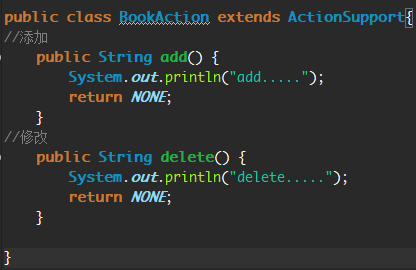 public class BookAction extends ActionSupport{
//添加
    public String add() {
        System.out.println("add.....");
        return NONE;
    }
//修改
    public String delete() {
        System.out.println("delete.....");
        return NONE;
    }
}